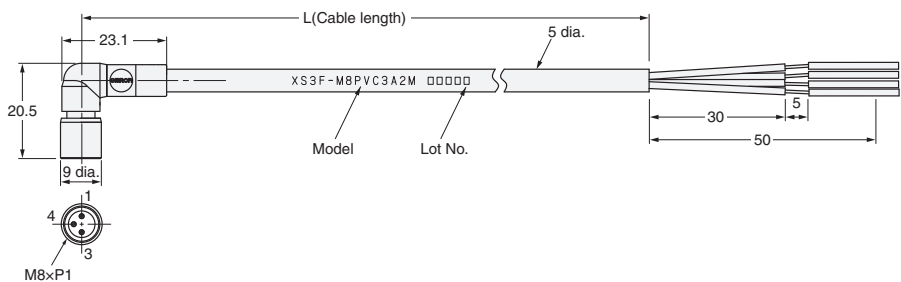 L(Cable length)
23.1
5 dia.
OMRON
XS3F-M8PVC3A2M □□□□□
20.5
Model
Lot No.
30
5
50
9 dia.
1
4
3
M8×P1